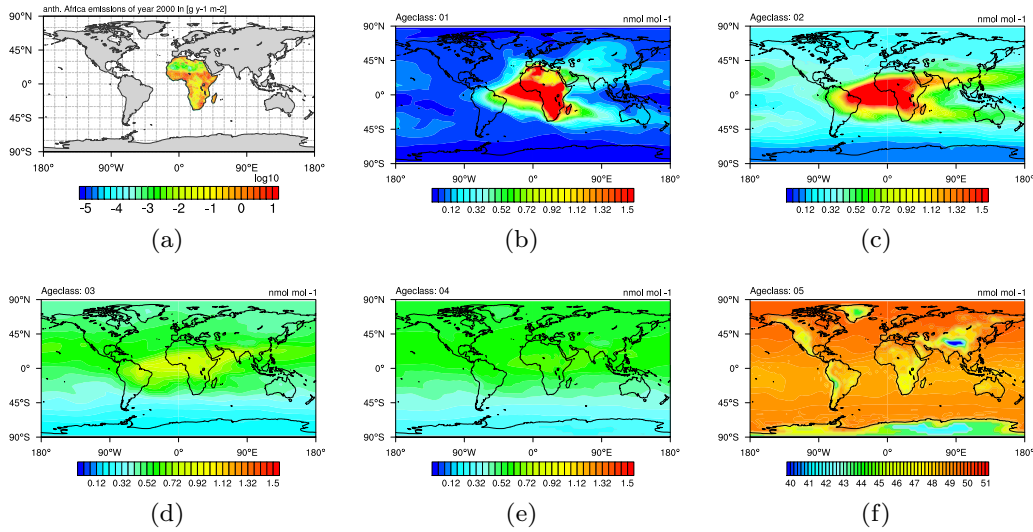 anth. Africa emissions of year 2000 ln [g y-1 m-2]
90°N
45°N
0°
45°S
90°S
180° 90°W 0° 90°E 180°
log10
-5 -4 -3 -2 -1 0 1
(a)
Ageclass: 01 nmol mol -1
90°N
45°N
0°
45°S
90°S
180° 90°W 0° 90°E 180°
0.12 0.32 0.52 0.72 0.92 1.12 1.32 1.5
(b)
Ageclass: 02 nmol mol -1
90°N
45°N
0°
45°S
90°S
180° 90°W 0° 90°E 180°
0.12 0.32 0.52 0.72 0.92 1.12 1.32 1.5
(c)
Ageclass: 03 nmol mol -1
90°N
45°N
0°
45°S
90°S
180° 90°W 0° 90°E 180°
0.12 0.32 0.52 0.72 0.92 1.12 1.32 1.5
(d)
Ageclass: 04 nmol mol -1
90°N
45°N
0°
45°S
90°S
180° 90°W 0° 90°E 180°
0.12 0.32 0.52 0.72 0.92 1.12 1.32 1.5
(e)
Ageclass: 05 nmol mol -1
90°N
45°N
0°
45°S
90°S
180° 90°W 0° 90°E 180°
40 41 42 43 44 45 46 47 48 49 50 51
(f)